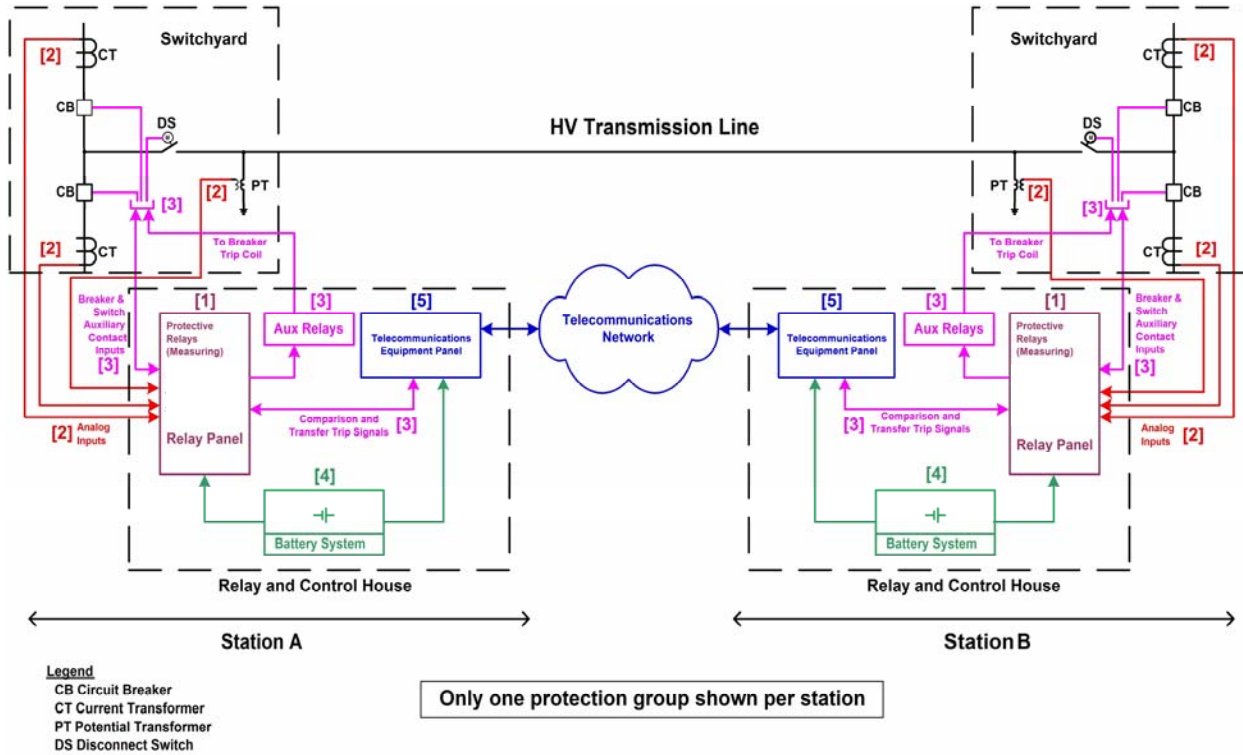 Switchyard
[2]
CT
CB
DS
CB
[3]
[2]
PT
[2]
CT
To Breaker
Trip Coil
HV Transmission Line
Switchyard
[2]
CT
CB
DS
CB
[3]
PT
[2]
[2]
CT
To Breaker
Trip Coil
Breaker &
Switch
Auxiliary
Contact
Inputs
[3]
[1]
Protective
Relays
(Measuring)
Relay Panel
[3]
Aux Relays
[5]
Telecommunications
Equipment Panel
[2] Analog
Inputs
Comparison and
Transfer Trip Signals [3]
[4]
Battery System
Relay and Control House
Station A
Telecommunications
Network
[5]
Telecommunications
Equipment Panel
[3]
Aux Relays
[1]
Protective
Relays
(Measuring)
Relay Panel
Breaker &
Switch
Auxiliary
Contact
Inputs
[3]
Analog
Inputs [2]
Comparison and
[3] Transfer Trip Signals
[4]
Battery System
Relay and Control House
Station B
Legend
CB Circuit Breaker
CT Current Transformer
PT Potential Transformer
DS Disconnect Switch
Only one protection group shown per station